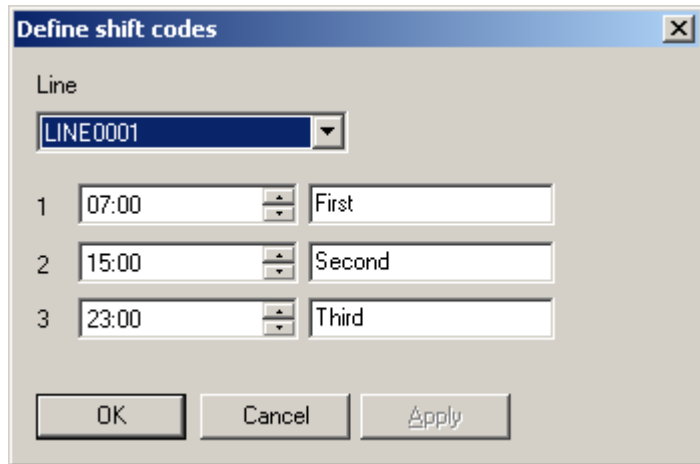 Define shift codes
Line
LINE0001
1 07:00 First
2 15:00 Second
3 23:00 Third
OK Cancel Apply